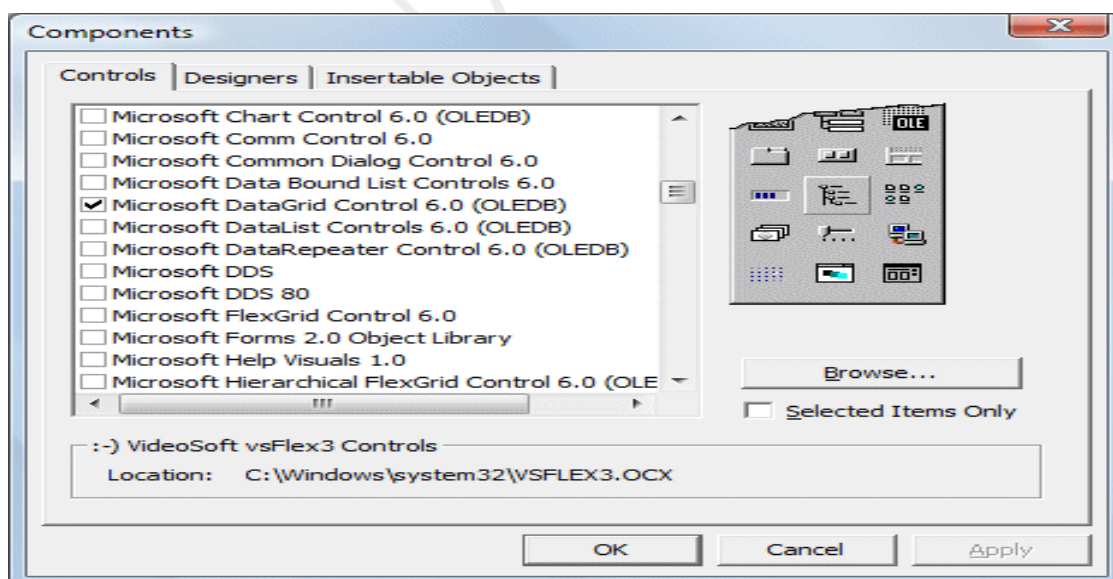 Components
Controls Designers Insertable Objects
Microsoft Chart Control 6.0 (OLEDB)
Microsoft Comm Control 6.0
Microsoft Common Dialog Control 6.0
Microsoft Data Bound List Controls 6.0
Microsoft DataGrid Control 6.0 (OLEDB)
Microsoft DataList Controls 6.0 (OLEDB)
Microsoft DataRepeater Control 6.0 (OLEDB)
Microsoft DDS
Microsoft DDS 80
Microsoft FlexGrid Control 6.0
Microsoft Forms 2.0 Object Library
Microsoft Help Visuals 1.0
Microsoft Hierarchical FlexGrid Control 6.0 (OLE
OLE
Browse...
Selected Items Only
:-) VideoSoft vsFlex3 Controls
Location: C:\Windows\system32\VSFLEX3.OCX
OK Cancel Apply